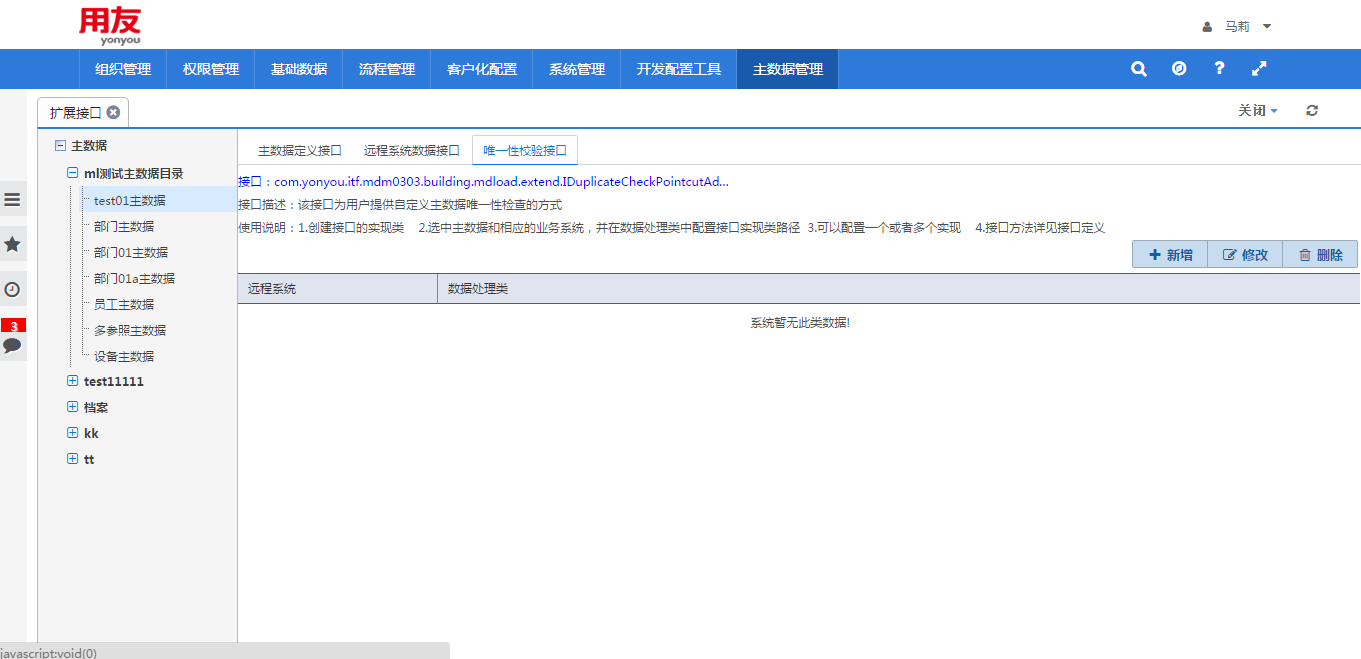 用友
yonyou
马莉
组织管理 权限管理 基础数据 流程管理 客户化配置 系统管理 开发配置工具 主数据管理
扩展接口 关闭
主数据
ml测试主数据目录
test01主数据
部门主数据
部门01主数据
部门01a主数据
员工主数据
多参照主数据
设备主数据
test11111
档案
kk
tt
3
主数据定义接口 远程系统数据接口 唯一性校验接口
接口：com.yonyou.itf.mdm0303.building.mdload.extend.IDuplicateCheckPointcutAd...
接口描述：该接口为用户提供自定义主数据唯一性检查的方式
使用说明：1.创建接口的实现类 2.选中主数据和相应的业务系统，并在数据处理类中配置接口实现类路径 3.可以配置一个或者多个实现 4.接口方法详见接口定义
新增 修改 删除
远程系统 数据处理类
系统暂无此类数据!
javascript:void(0)